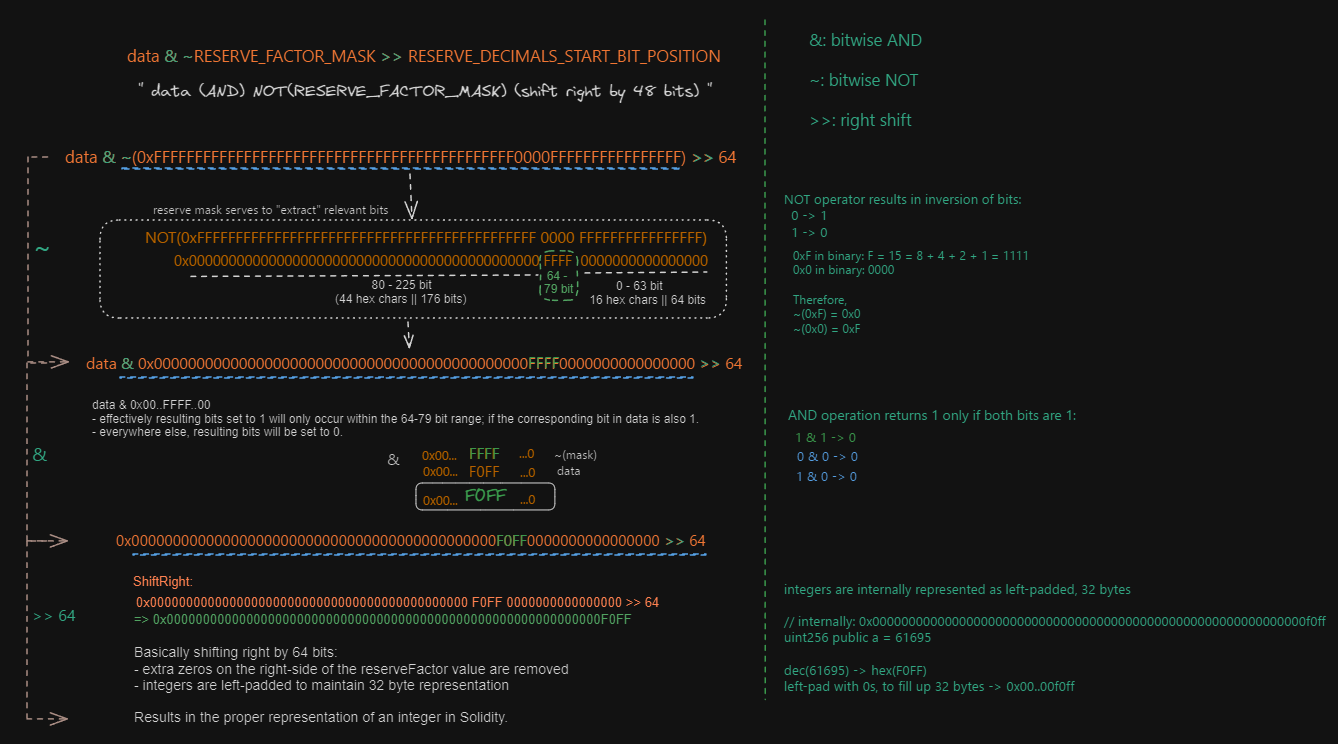 data & ~RESERVE_FACTOR_MASK >> RESERVE_DECIMALS_START_BIT_POSITION
" data (AND) NOT(RESERVE_FACTOR_MASK) (shift right by 48 bits) "
data & ~(0xFFFFFFFFFFFFFFFFFFFFFFFFFFFFFFFFFFFFFFFFFFFF0000FFFFFFFFFFFFFFFF) >> 64
reserve mask serves to "extract" relevant bits
~
NOT(0xFFFFFFFFFFFFFFFFFFFFFFFFFFFFFFFFFFFFFFFFFFFF 0000 FFFFFFFFFFFFFFFF)
0x00000000000000000000000000000000000000000000 FFFF 0000000000000000
80 - 225 bit
(44 hex chars || 176 bits)
64 -
79 bit
0 - 63 bit
16 hex chars || 64 bits
data & 0x00000000000000000000000000000000000000000000FFFF0000000000000000 >> 64
data & 0x00..FFFF..00
- effectively resulting bits set to 1 will only occur within the 64-79 bit range; if the corresponding bit in data is also 1.
- everywhere else, resulting bits will be set to 0.
&
& 0x00... FFFF ...0 ~(mask)
0x00... F0FF ...0 data
0x00... F0FF ...0
0x00000000000000000000000000000000000000000000F0FF0000000000000000 >> 64
ShiftRight:
0x00000000000000000000000000000000000000000000 F0FF 0000000000000000 >> 64
=> 0x000000000000000000000000000000000000000000000000000000000000F0FF
>> 64
Basically shifting right by 64 bits:
- extra zeros on the right-side of the reserveFactor value are removed
- integers are left-padded to maintain 32 byte representation
Results in the proper representation of an integer in Solidity.
&: bitwise AND
~: bitwise NOT
>>: right shift
NOT operator results in inversion of bits:
0 -> 1
1 -> 0
0xF in binary: F = 15 = 8 + 4 + 2 + 1 = 1111
0x0 in binary: 0000
Therefore,
~(0xF) = 0x0
~(0x0) = 0xF
AND operation returns 1 only if both bits are 1:
1 & 1 -> 0
0 & 0 -> 0
1 & 0 -> 0
integers are internally represented as left-padded, 32 bytes
// internally: 0x000000000000000000000000000000000000000000000000000000000000f0ff
uint256 public a = 61695
dec(61695) -> hex(F0FF)
left-pad with 0s, to fill up 32 bytes -> 0x00..00f0ff